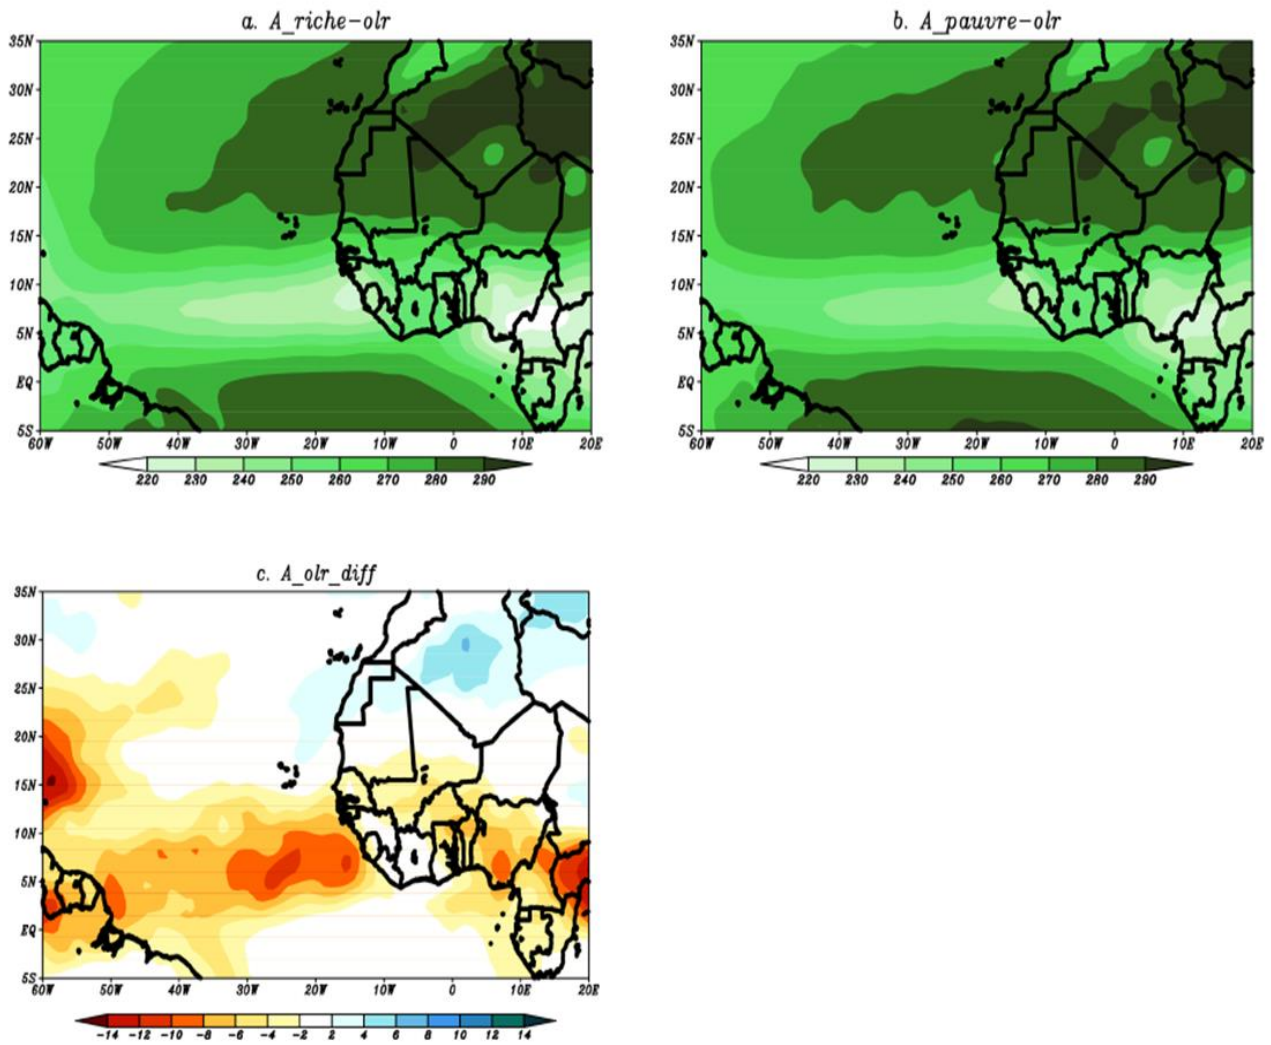 a. A_riche-olr
35N
30N
25N
20N
15N
10N
5N
EQ
5S
60W 50W 40W 30W 20W 10W 0 10E 20E
220 230 240 250 260 270 280 290
b. A_pauvre-olr
35N
30N
25N
20N
15N
10N
5N
EQ
5S
60W 50W 40W 30W 20W 10W 0 10E 20E
220 230 240 250 260 270 280 290
c. A_olr_diff
35N
30N
25N
20N
15N
10N
5N
EQ
5S
60W 50W 40W 30W 20W 10W 0 10E 20E
-14 -12 -10 -8 -6 -4 -2 2 4 6 8 10 12 14